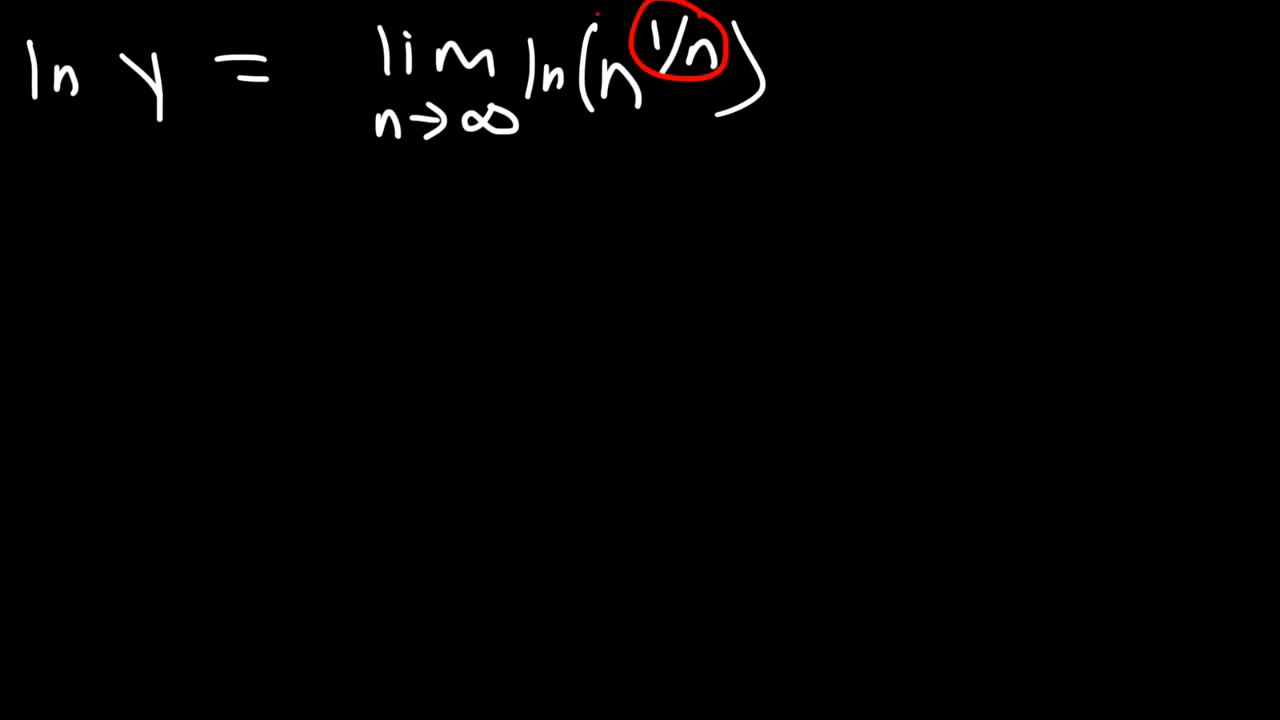 ln y = lim ln(n^1/n)
n→∞